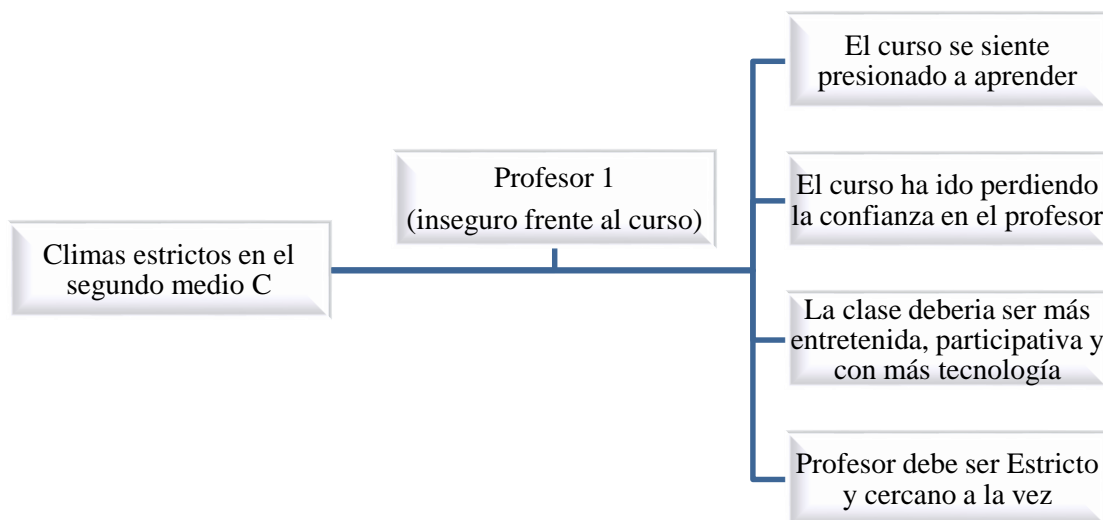 Climas estrictos en el
segundo medio C
Profesor 1
(inseguro frente al curso)
El curso se siente
presionado a aprender
El curso ha ido perdiendo
la confianza en el profesor
La clase deberia ser más
entretenida, participativa y
con más tecnología
Profesor debe ser Estricto
y cercano a la vez